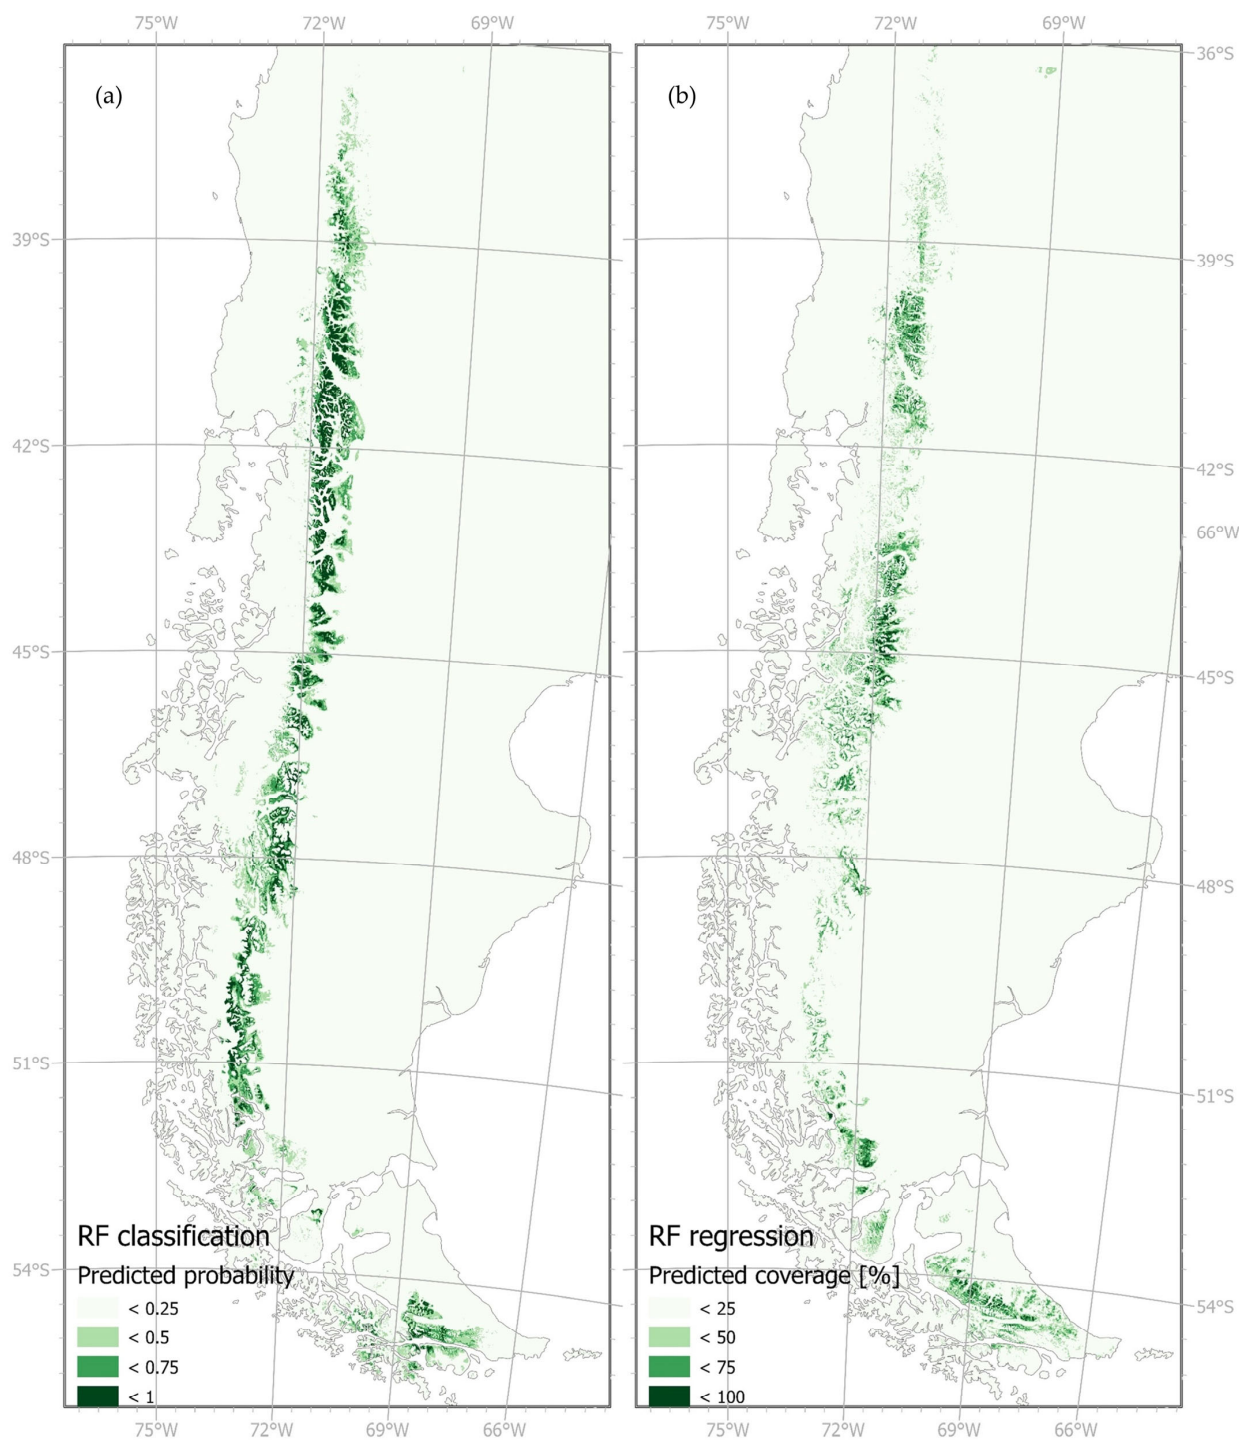 75°W 72°W 69°W 75°W 72°W 69°W
36°S
(a) (b)
39°S 39°S
42°S 42°S
66°W
45°S 45°S
48°S 48°S
51°S 51°S
RF classification
Predicted probability
< 0.25
< 0.5
< 0.75
< 1
RF regression
Predicted coverage [%]
< 25
< 50
< 75
< 100
54°S 54°S
75°W 72°W 69°W 66°W 75°W 72°W 69°W 66°W